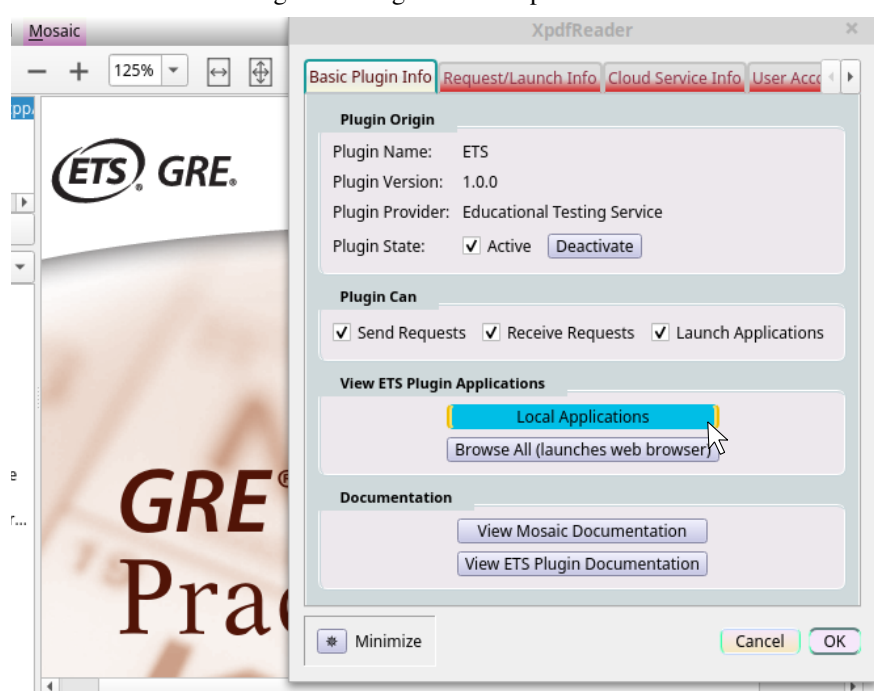 Mosaic
XpdfReader
125%
Basic Plugin Info Request/Launch Info Cloud Service Info User Acc
Plugin Origin
Plugin Name: ETS
Plugin Version: 1.0.0
Plugin Provider: Educational Testing Service
Plugin State: Active Deactivate
Plugin Can
Send Requests Receive Requests Launch Applications
View ETS Plugin Applications
Local Applications
Browse All (launches web browser)
Documentation
View Mosaic Documentation
View ETS Plugin Documentation
Minimize Cancel OK
pp/
ETS® GRE®
e
r...
GRE®
Prac
15